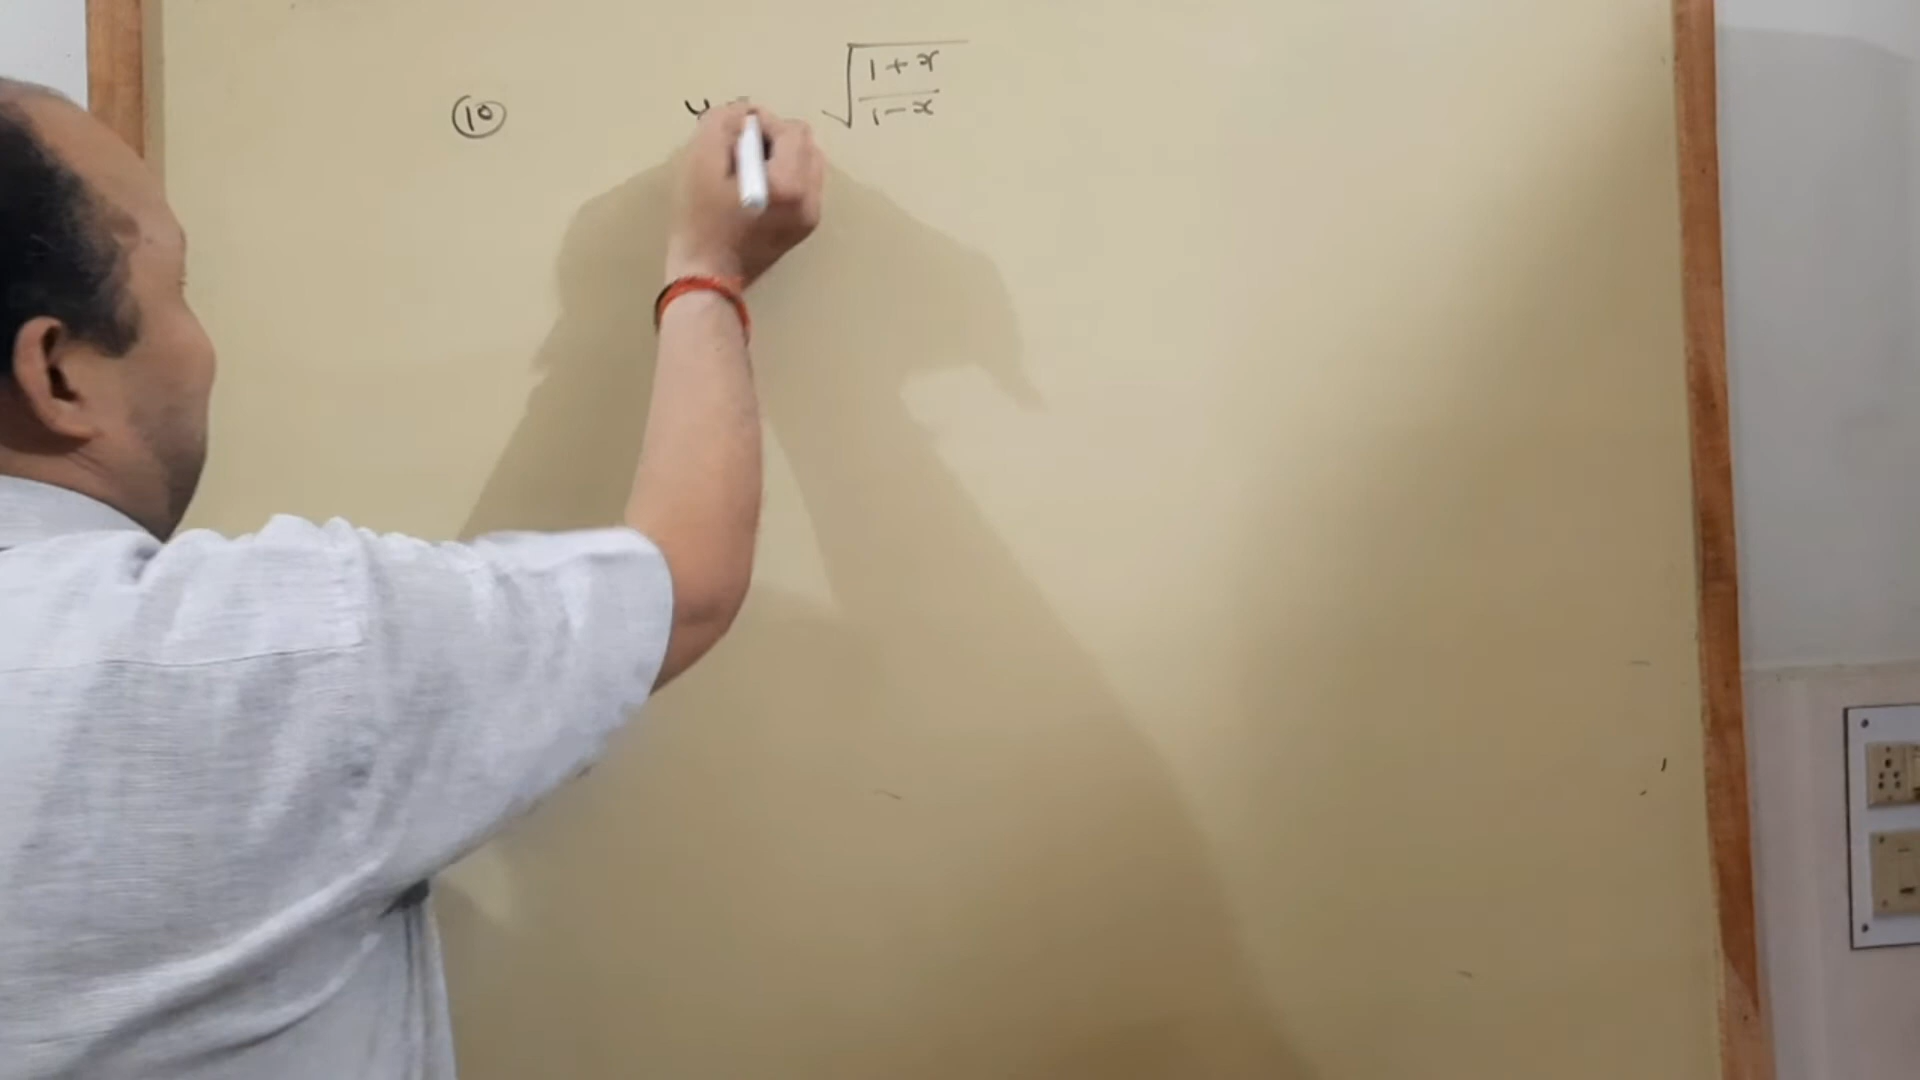 ⑩ y = √((1+x)/(1-x))